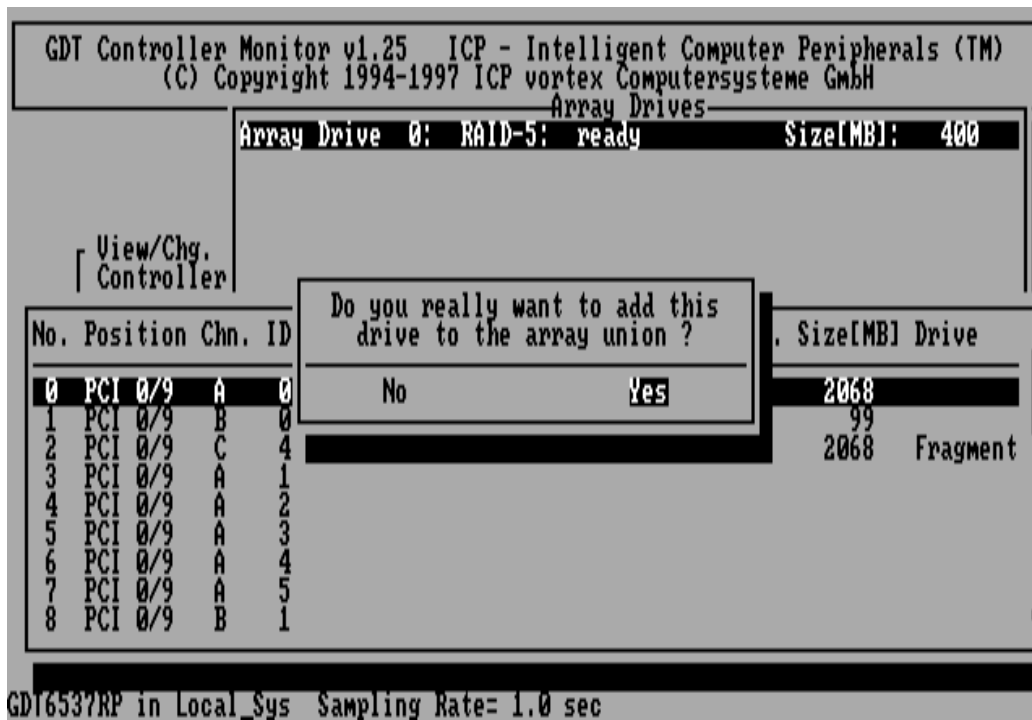 GDT Controller Monitor v1.25 ICP - Intelligent Computer Peripherals (TM)
(C) Copyright 1994-1997 ICP vortex Computersysteme GmbH
Array Drives
Array Drive 0: RAID-5: ready Size[MB]: 400
View/Chg.
Controller
Do you really want to add this
drive to the array union ?
No Yes
No. Position Chn. ID . Size[MB] Drive
0 PCI 0/9 A 0 2068
1 PCI 0/9 B 0 99
2 PCI 0/9 C 4 2068 Fragment
3 PCI 0/9 A 1
4 PCI 0/9 A 2
5 PCI 0/9 A 3
6 PCI 0/9 A 4
7 PCI 0/9 A 5
8 PCI 0/9 B 1
GDT6537RP in Local_Sys Sampling Rate= 1.0 sec